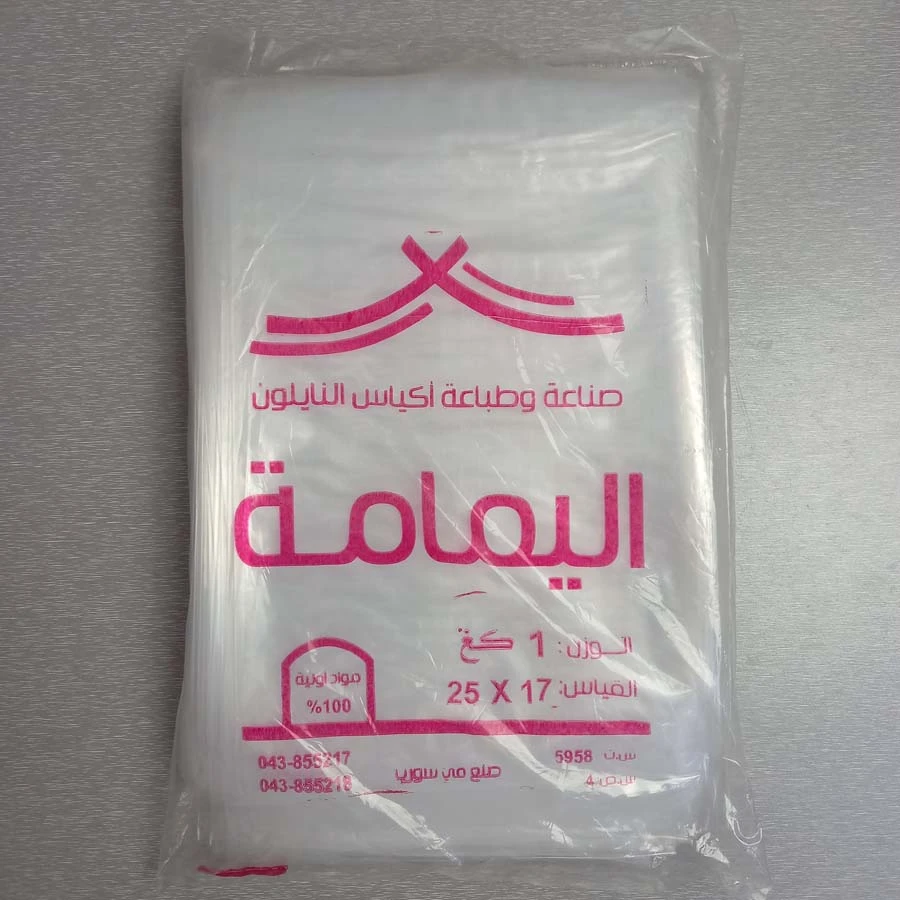 صناعة وطباعة أكياس النايلون
اليمامة
الوزن: 1 كغ
القياس: 17 X 25
مواد أولية
%100
س.ت 5958
س.ص 4
صنع في سوريا
043-855217
043-855218